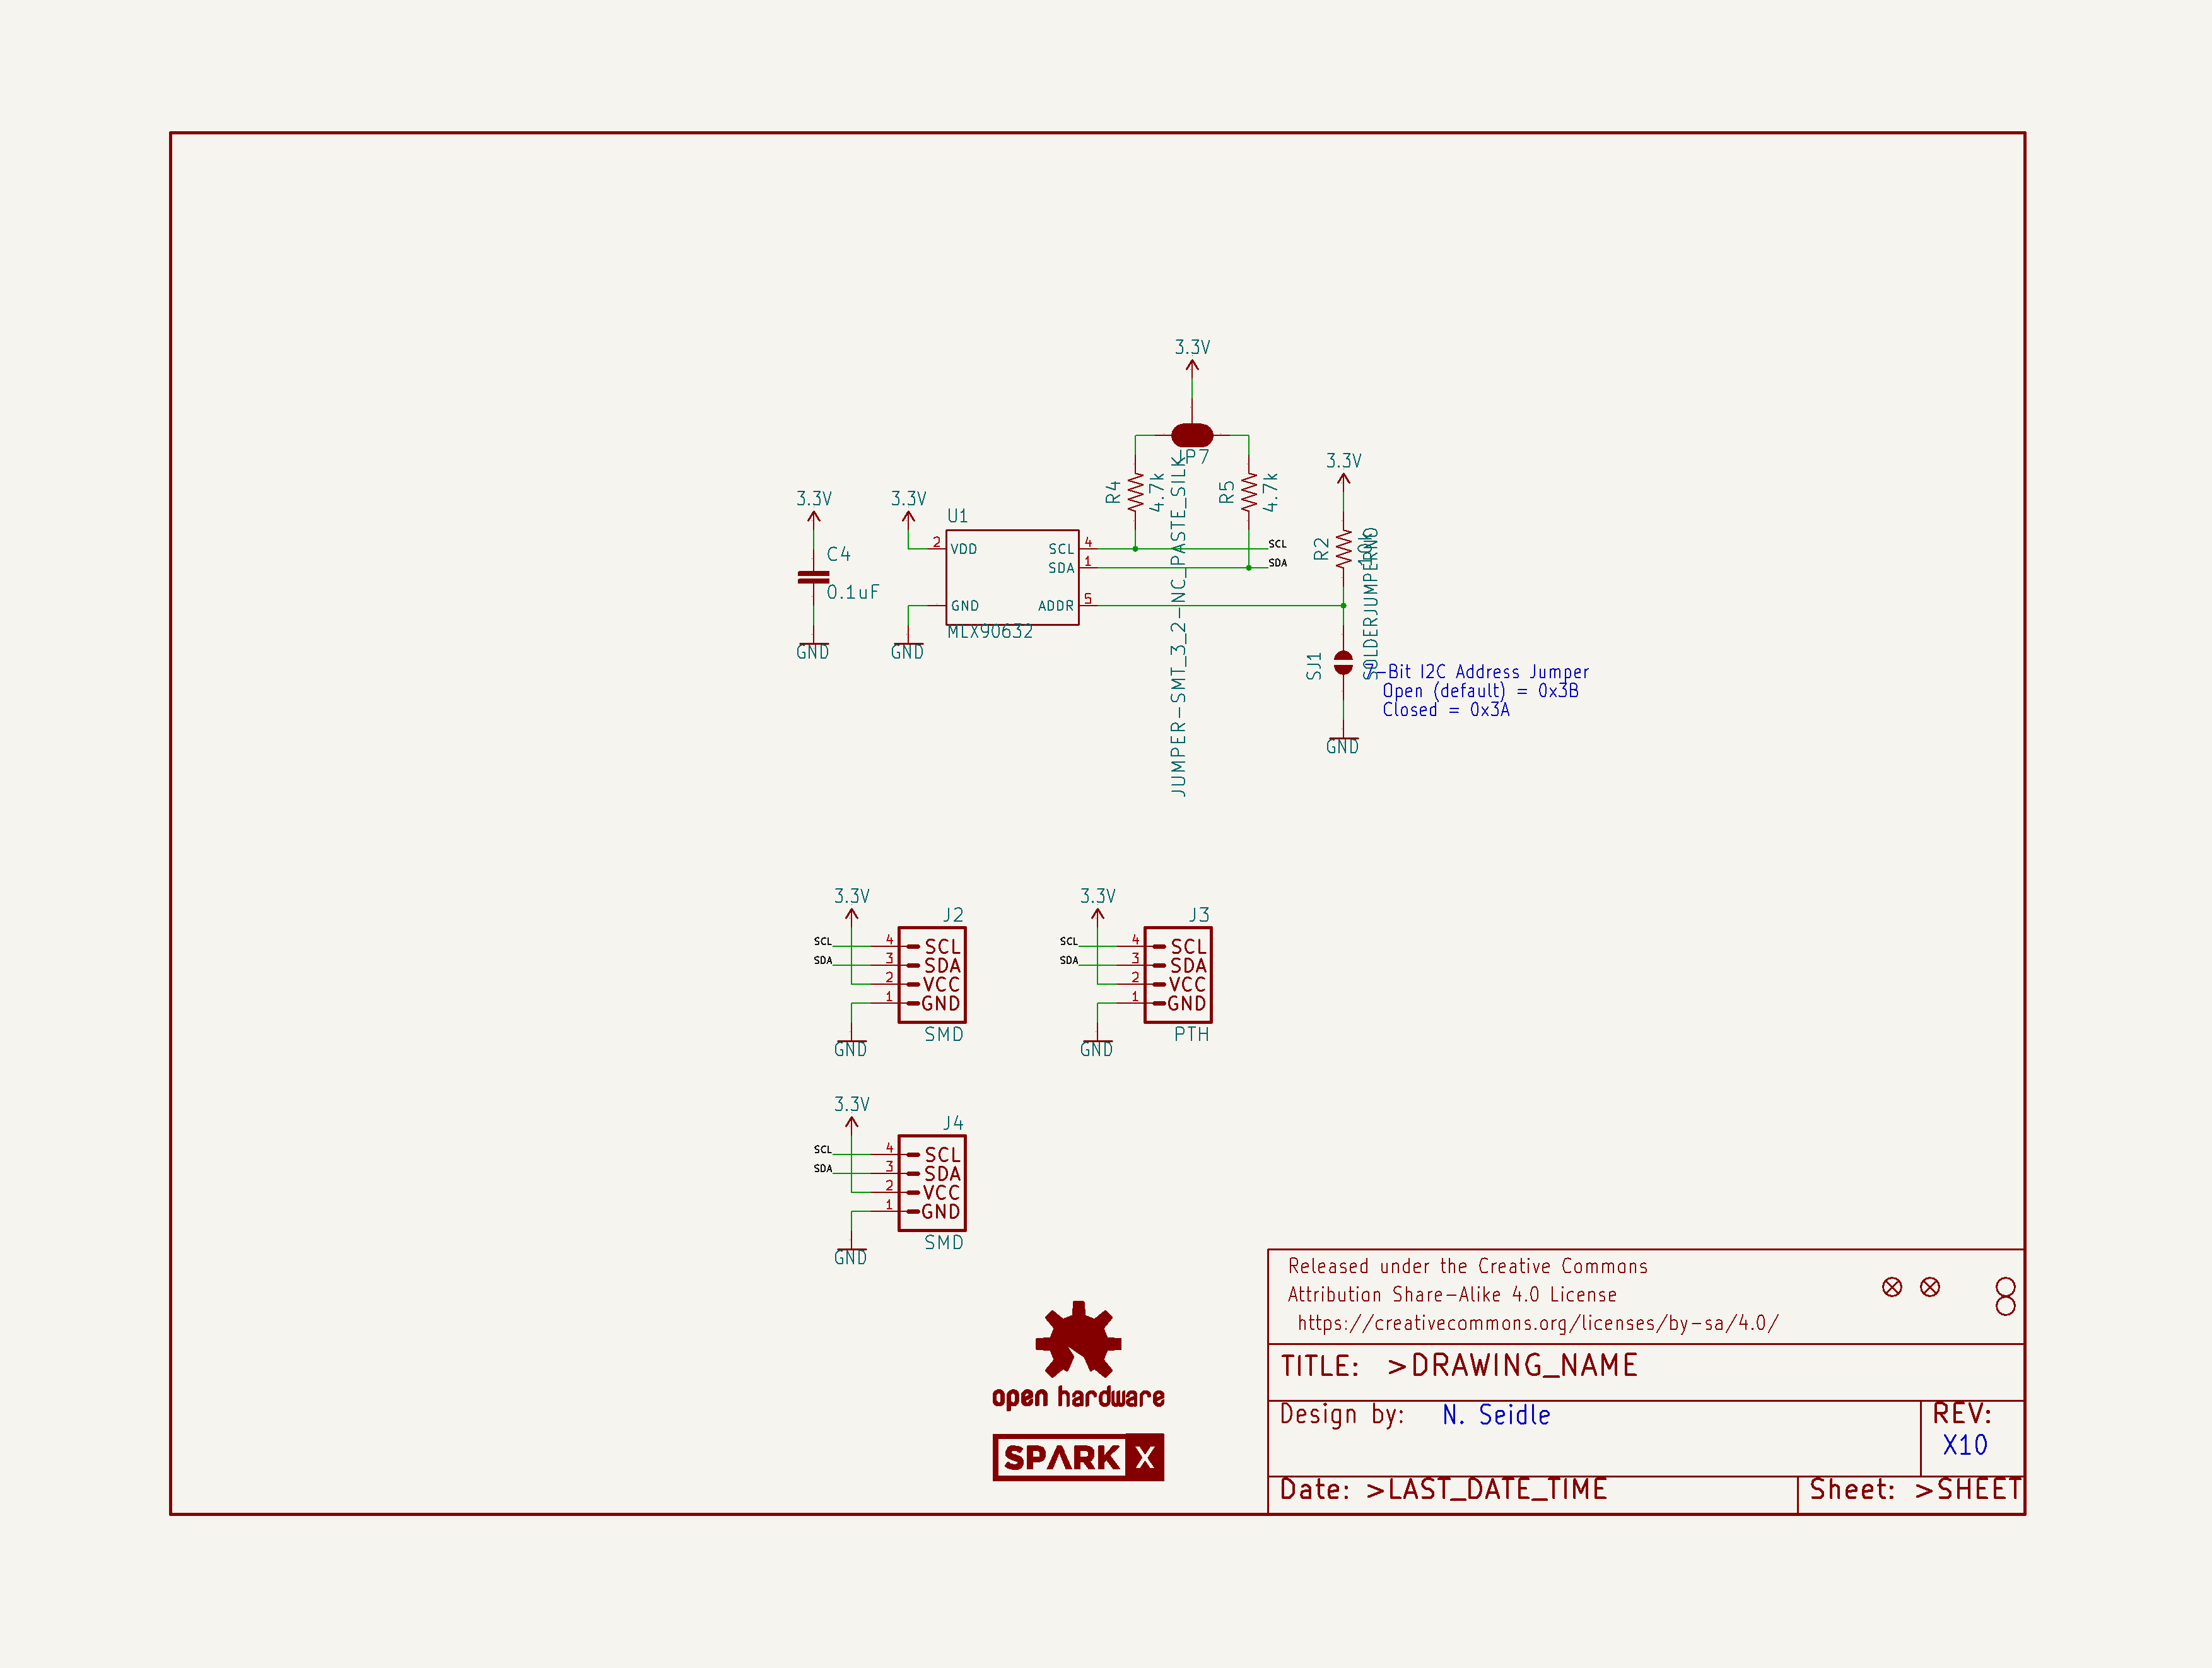 3.3V
JP7
JUMPER-SMT_3_2-NC_PASTE_SILK
R4
4.7k
R5
4.7k
3.3V
R2
10k
SOLDERJUMPERNO
SJ1
7-Bit I2C Address Jumper
Open (default) = 0x3B
Closed = 0x3A
GND
3.3V
C4
0.1uF
GND
3.3V
U1
2 VDD
SCL 4
SDA 1
GND
ADDR 5
MLX90632
GND
SCL
SDA
3.3V
J2
SCL 4 SCL
SDA 3 SDA
2 VCC
1 GND
GND
SMD
3.3V
J3
SCL 4 SCL
SDA 3 SDA
2 VCC
1 GND
GND
PTH
3.3V
J4
SCL 4 SCL
SDA 3 SDA
2 VCC
1 GND
GND
SMD
open hardware
SPARK X
Released under the Creative Commons
Attribution Share-Alike 4.0 License
https://creativecommons.org/licenses/by-sa/4.0/
TITLE: >DRAWING_NAME
Design by: N. Seidle
REV:
X10
Date: >LAST_DATE_TIME
Sheet: >SHEET